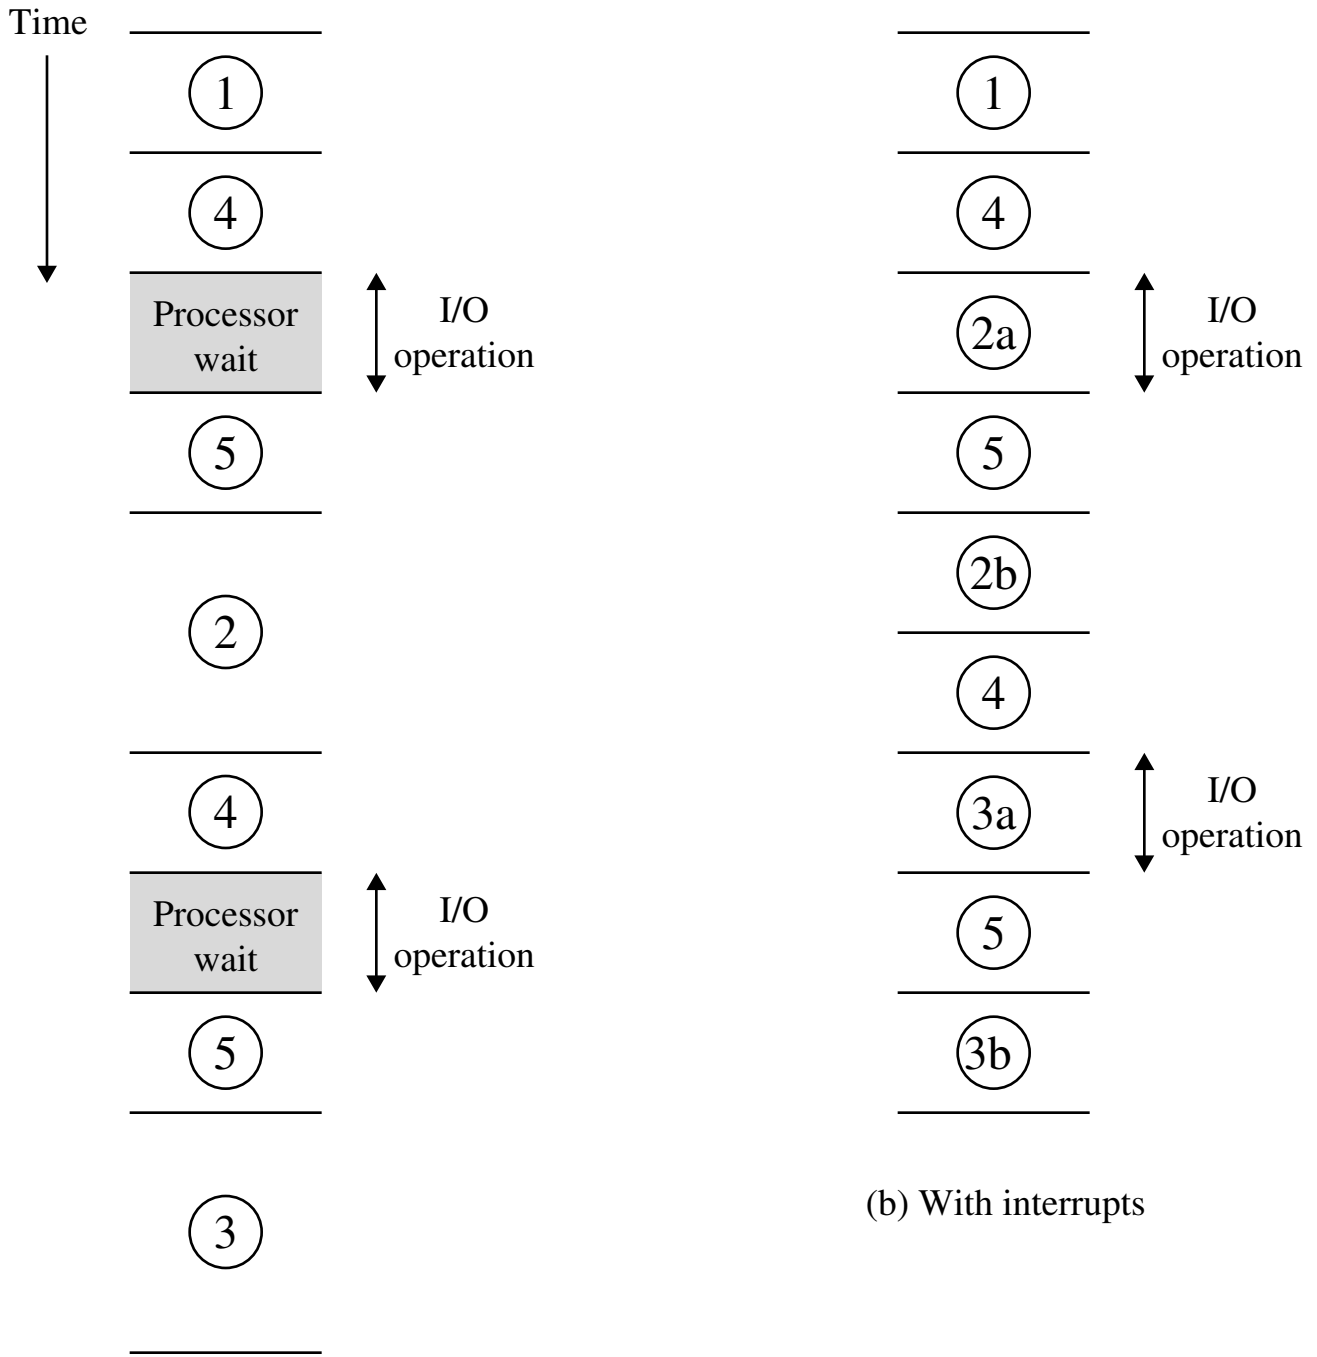 Time
1
4
Processor
wait
I/O
operation
5
2
4
Processor
wait
I/O
operation
5
3
1
4
2a
I/O
operation
5
2b
4
3a
I/O
operation
5
3b
(b) With interrupts